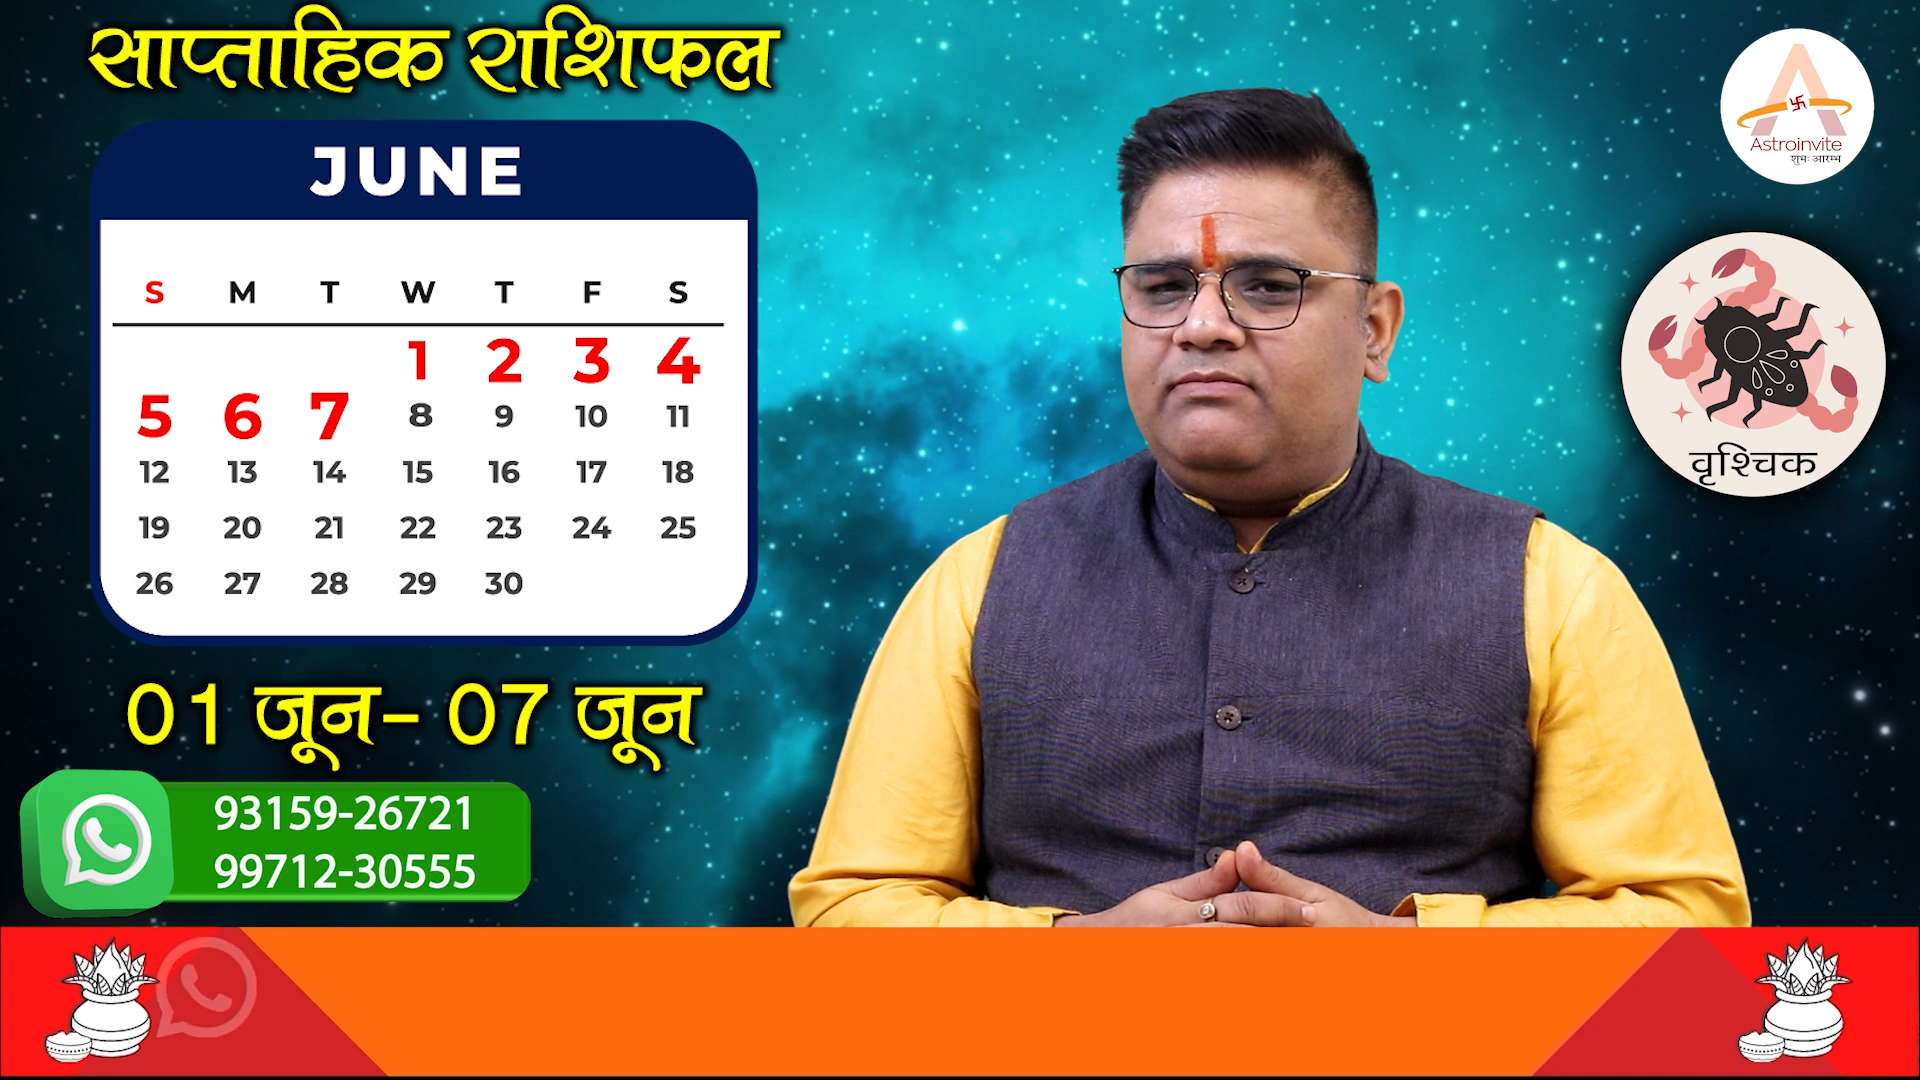 साप्ताहिक राशिफल
JUNE
S M T W T F S
1 2 3 4
5 6 7 8 9 10 11
12 13 14 15 16 17 18
19 20 21 22 23 24 25
26 27 28 29 30
01 जून- 07 जून
93159-26721
99712-30555
Astroinvite
शुभः आरम्भ
वृश्चिक